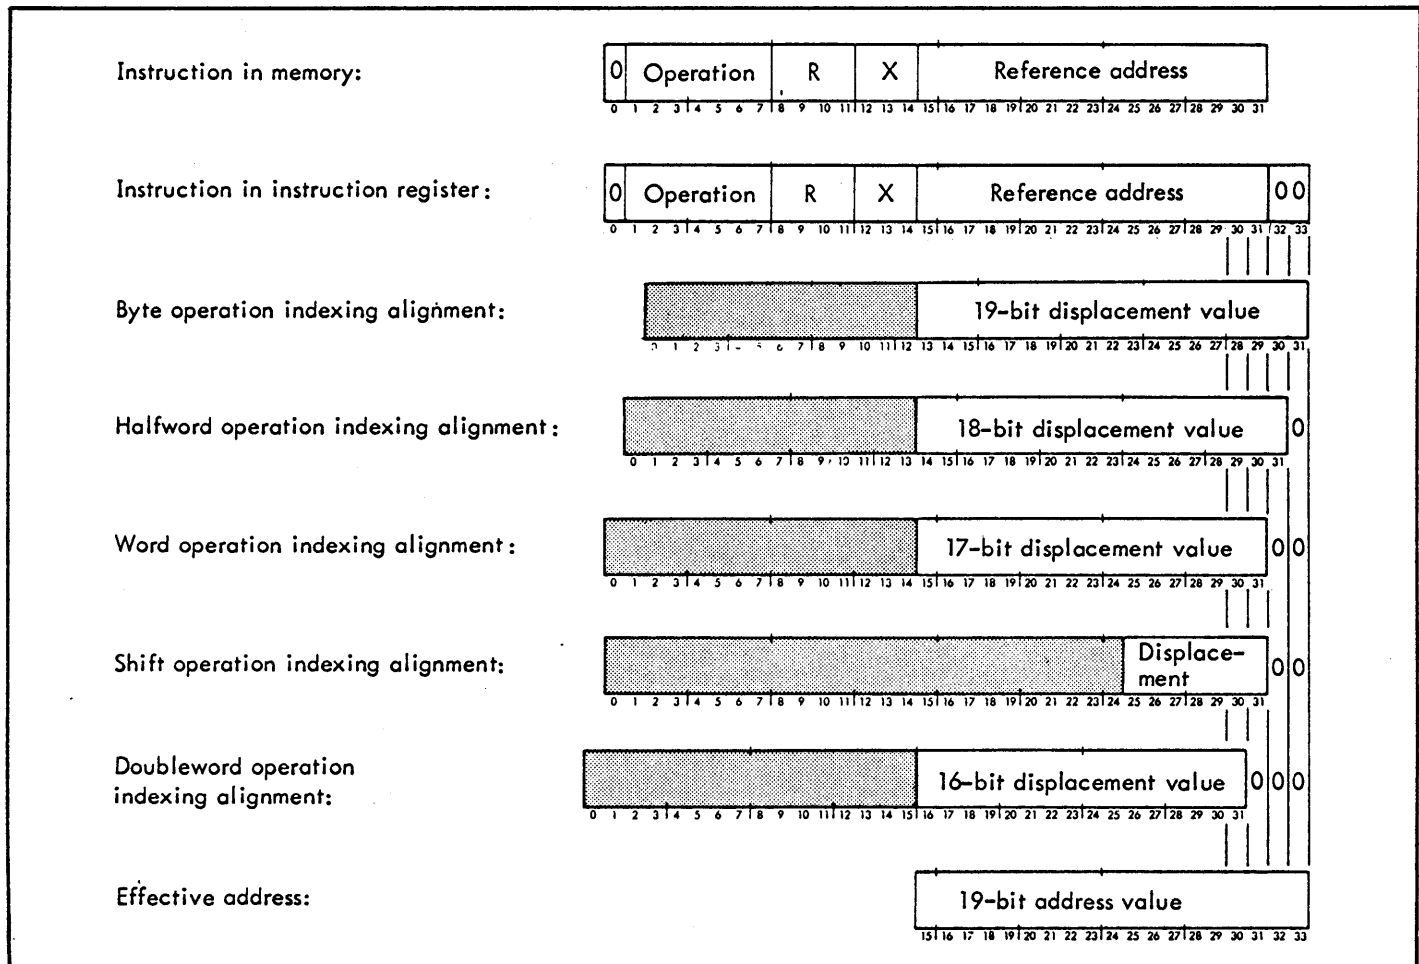 Instruction in memory:
0 Operation R X Reference address
0 1 2 3 4 5 6 7 8 9 10 11 12 13 14 15 16 17 18 19 20 21 22 23 24 25 26 27 28 29 30 31
Instruction in instruction register:
0 Operation R X Reference address 0 0
0 1 2 3 4 5 6 7 8 9 10 11 12 13 14 15 16 17 18 19 20 21 22 23 24 25 26 27 28 29 30 31 32 33
Byte operation indexing alignment:
19-bit displacement value
1 2 3 6 7 8 9 10 11 12 13 14 15 16 17 18 19 20 21 22 23 24 25 26 27 28 29 30 31
Halfword operation indexing alignment:
18-bit displacement value 0
0 1 2 3 4 5 6 7 8 9 10 11 12 13 14 15 16 17 18 19 20 21 22 23 24 25 26 27 28 29 30 31
Word operation indexing alignment:
17-bit displacement value 0 0
0 1 2 3 4 5 6 7 8 9 10 11 12 13 14 15 16 17 18 19 20 21 22 23 24 25 26 27 28 29 30 31
Shift operation indexing alignment:
Displace-
ment
0 0
0 1 2 3 4 5 6 7 8 9 10 11 12 13 14 15 16 17 18 19 20 21 22 23 24 25 26 27 28 29 30 31
Doubleword operation
indexing alignment:
16-bit displacement value 0 0 0
0 1 2 3 4 5 6 7 8 9 10 11 12 13 14 15 16 17 18 19 20 21 22 23 24 25 26 27 28 29 30 31
Effective address:
19-bit address value
15 16 17 18 19 20 21 22 23 24 25 26 27 28 29 30 31 32 33